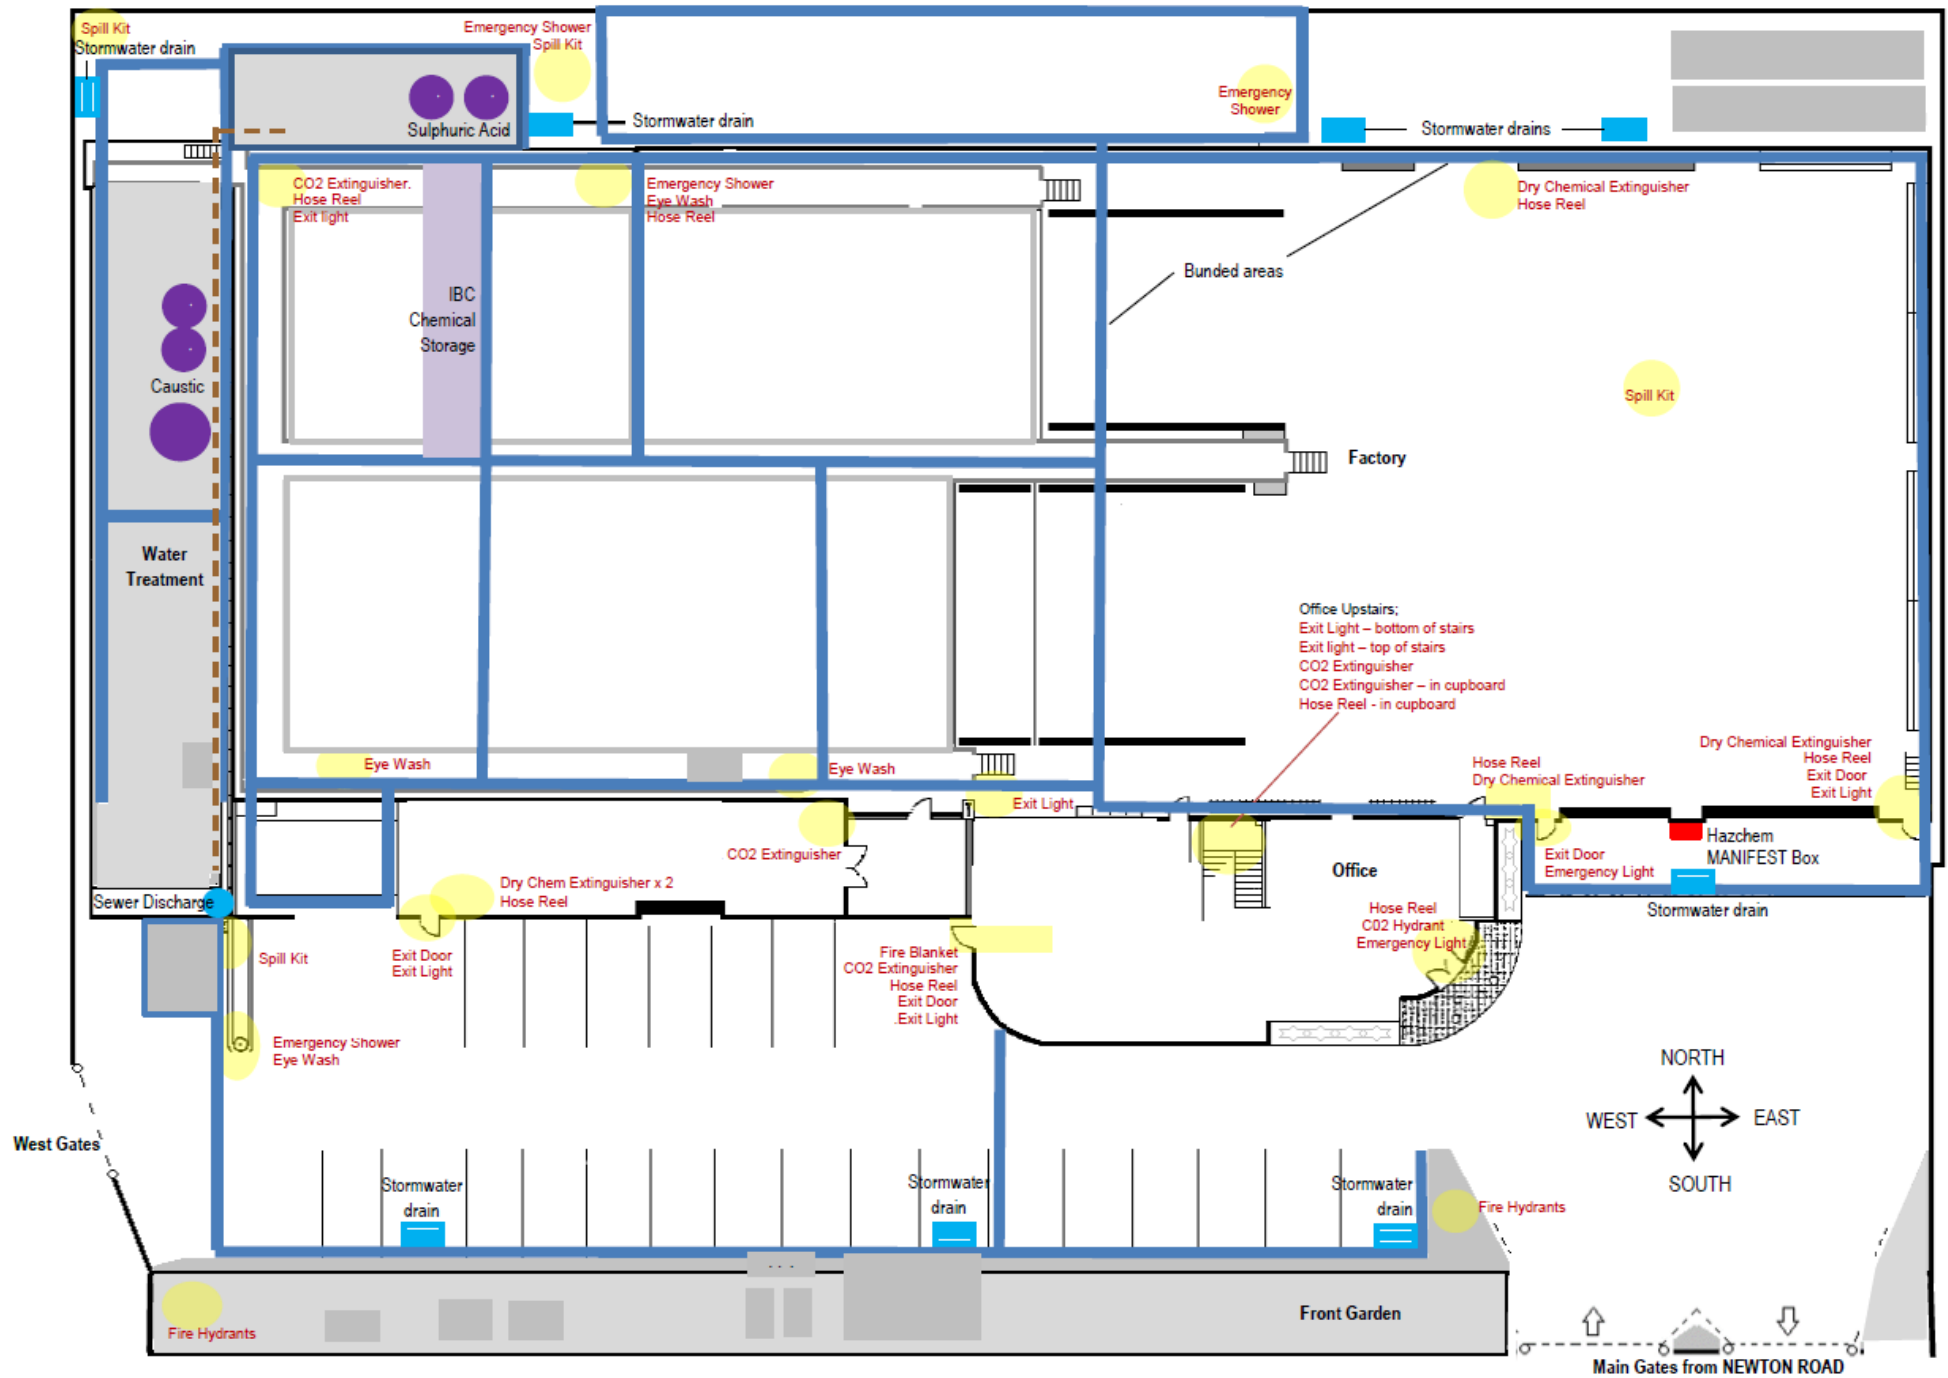 Spill Kit
Stormwater drain
Emergency Shower
Spill Kit
Sulphuric Acid
Stormwater drain
Emergency
Shower
Stormwater drains
CO2 Extinguisher.
Hose Reel
Exit light
Emergency Shower
Eye Wash
Hose Reel
Dry Chemical Extinguisher
Hose Reel
Bunded areas
IBC
Chemical
Storage
Caustic
Spill Kit
Factory
Water
Treatment
Office Upstairs;
Exit Light – bottom of stairs
Exit light – top of stairs
CO2 Extinguisher
CO2 Extinguisher – in cupboard
Hose Reel - in cupboard
Eye Wash
Eye Wash
Exit Light
Hose Reel
Dry Chemical Extinguisher
Dry Chemical Extinguisher
Hose Reel
Exit Door
Exit Light
CO2 Extinguisher
Hazchem
MANIFEST Box
Exit Door
Emergency Light
Office
Dry Chem Extinguisher x 2
Hose Reel
Sewer Discharge
Stormwater drain
Hose Reel
C02 Hydrant
Emergency Light
Spill Kit
Exit Door
Exit Light
Fire Blanket
CO2 Extinguisher
Hose Reel
Exit Door
.Exit Light
Emergency Shower
Eye Wash
NORTH
WEST
EAST
SOUTH
West Gates
Stormwater
drain
Stormwater
drain
Stormwater
drain
Fire Hydrants
Fire Hydrants
Front Garden
Main Gates from NEWTON ROAD